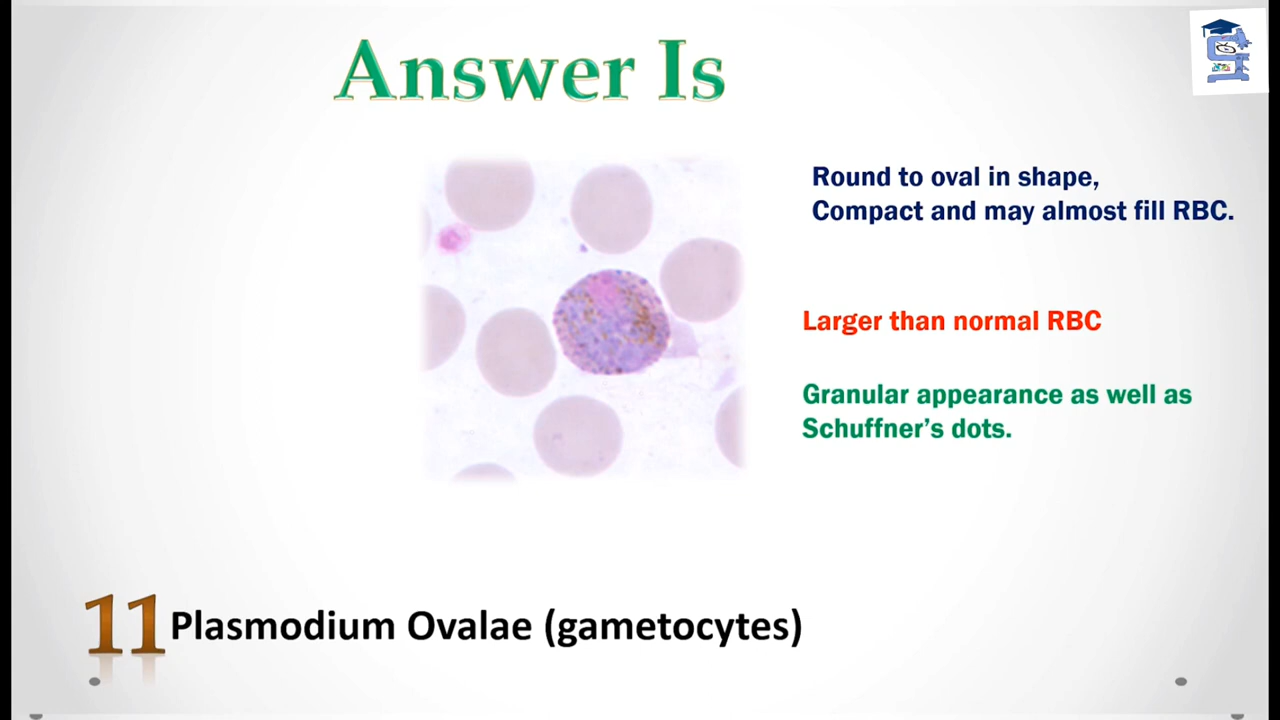 Answer Is
Round to oval in shape,
Compact and may almost fill RBC.
Larger than normal RBC
Granular appearance as well as
Schuffner’s dots.
11 Plasmodium Ovalae (gametocytes)